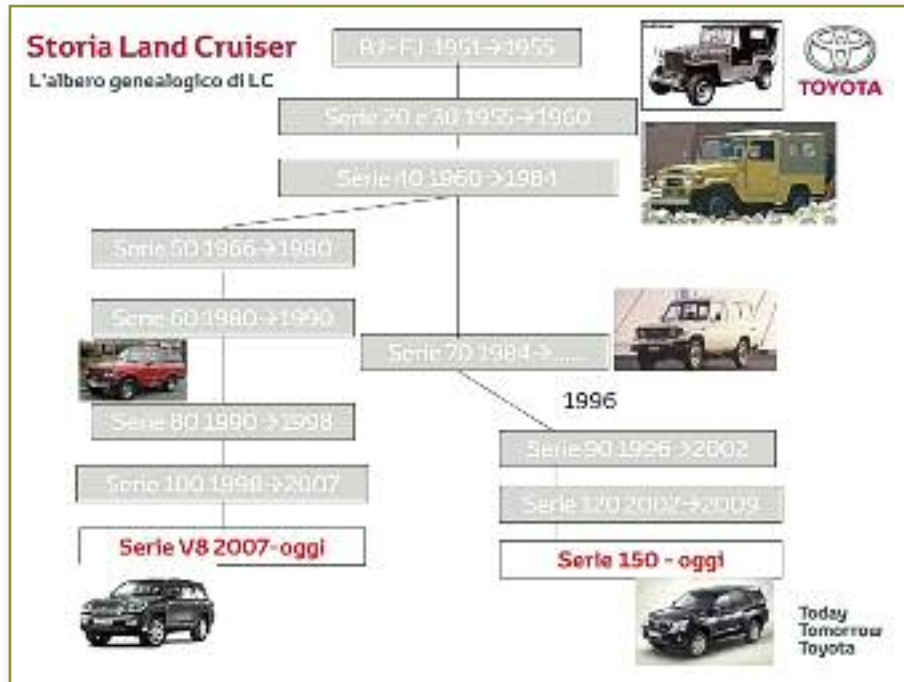 Storia Land Cruiser
L'albero genealogico di LC
BJ-FJ 1951→1955
TOYOTA
Serie 20 e 30 1955→1960
Serie 40 1960→1984
Serie 50 1966→1980
Serie 60 1980→1990
Serie 70 1984→.....
1996
Serie 80 1990→1998
Serie 90 1996→2002
Serie 100 1998→2007
Serie 120 2002→2009
Serie V8 2007-oggi
Serie 150 - oggi
Today
Tomorrow
Toyota